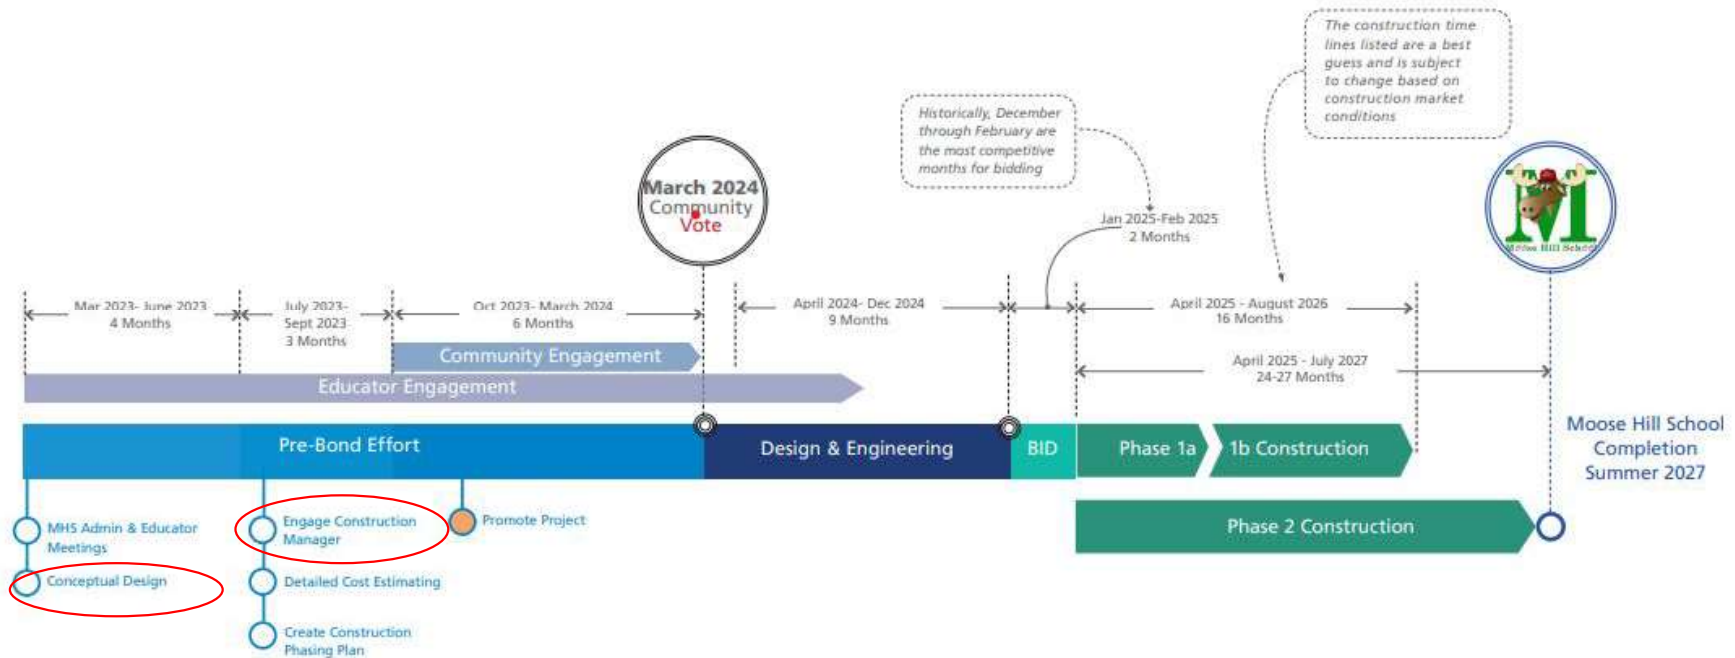 The construction time
lines listed are a best
guess and is subject
to change based on
construction market
conditions
Historically, December
through February are
the most competitive
months for bidding
March 2024
Community
Vote
Moose Hill School
Jan 2025-Feb 2025
2 Months
Mar 2023- June 2023
4 Months
July 2023-
Sept 2023
3 Months
Oct 2023- March 2024
6 Months
April 2024- Dec 2024
9 Months
April 2025 - August 2026
16 Months
April 2025 - July 2027
24-27 Months
Community Engagement
Educator Engagement
Pre-Bond Effort
Design & Engineering
BID
Phase 1a
1b Construction
Phase 2 Construction
Moose Hill School
Completion
Summer 2027
MHS Admin & Educator
Meetings
Conceptual Design
Engage Construction
Manager
Detailed Cost Estimating
Create Construction
Phasing Plan
Promote Project